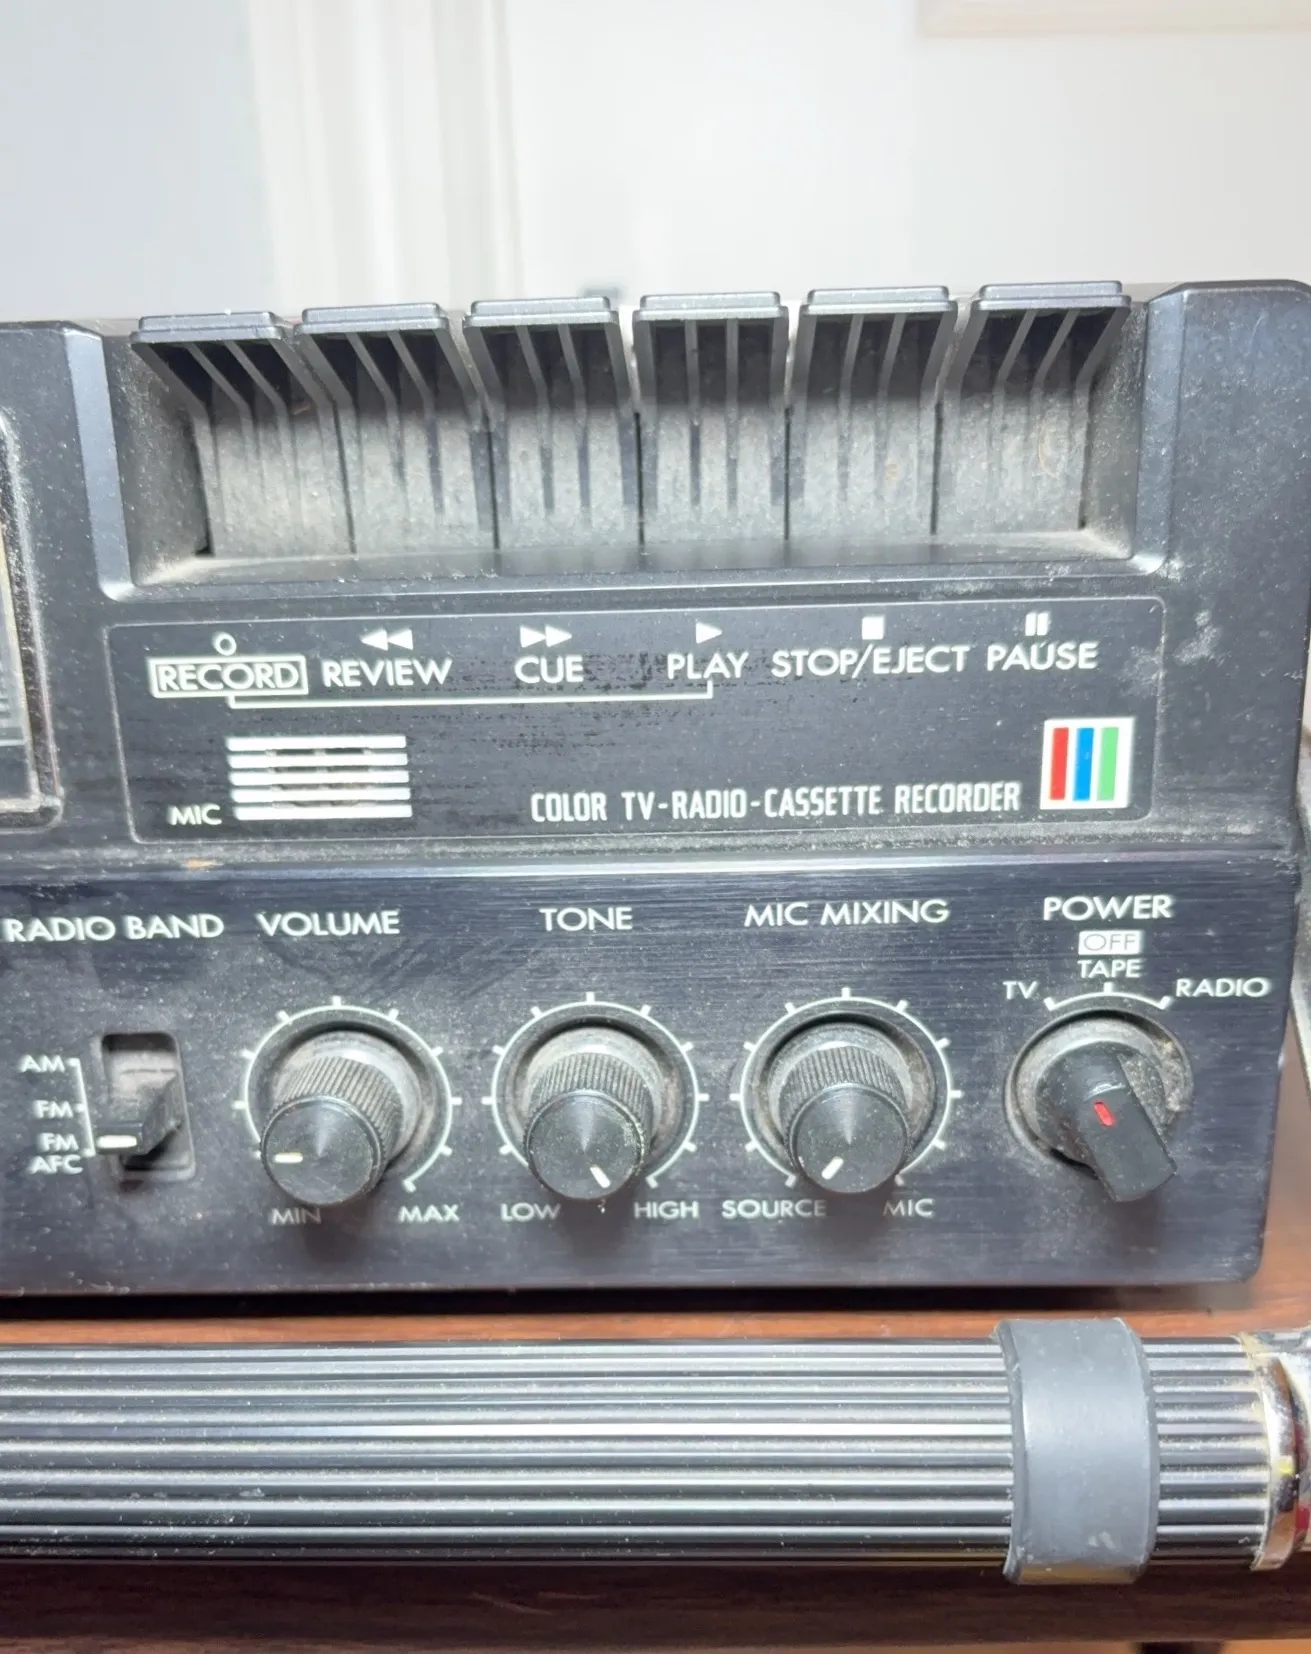 RECORD REVIEW CUE PLAY STOP/EJECT PAUSE
MIC
COLOR TV-RADIO-CASSETTE RECORDER
RADIO BAND VOLUME TONE MIC MIXING POWER
OFF
TAPE
TV RADIO
AM
FM
FM
AFC
MIN MAX LOW HIGH SOURCE MIC